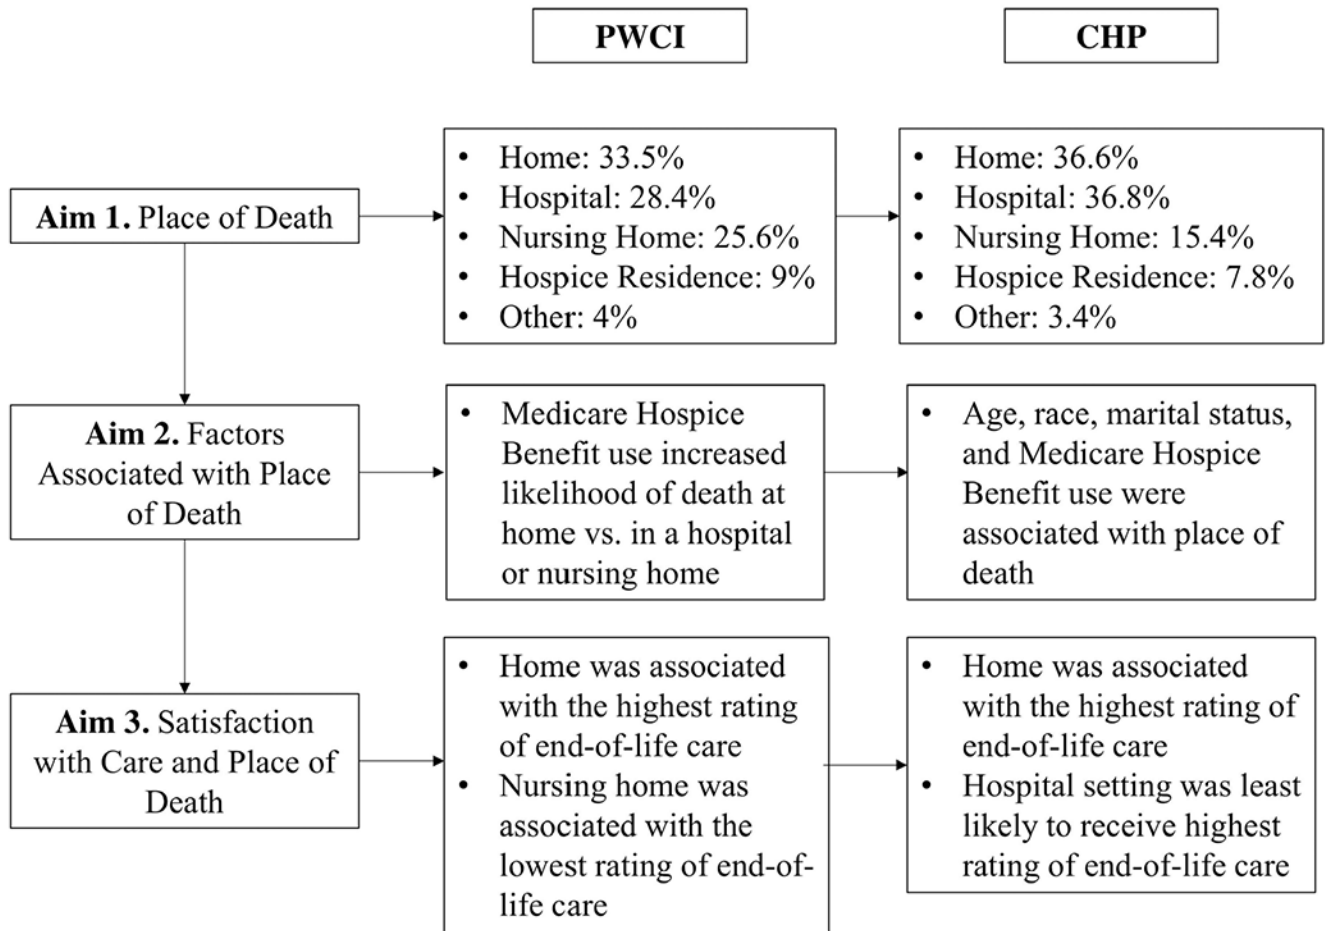 PWCI
CHP
Aim 1. Place of Death
• Home: 33.5%
• Hospital: 28.4%
• Nursing Home: 25.6%
• Hospice Residence: 9%
• Other: 4%
• Home: 36.6%
• Hospital: 36.8%
• Nursing Home: 15.4%
• Hospice Residence: 7.8%
• Other: 3.4%
Aim 2. Factors
Associated with Place
of Death
• Medicare Hospice
Benefit use increased
likelihood of death at
home vs. in a hospital
or nursing home
• Age, race, marital status,
and Medicare Hospice
Benefit use were
associated with place of
death
Aim 3. Satisfaction
with Care and Place of
Death
• Home was associated
with the highest rating
of end-of-life care
• Nursing home was
associated with the
lowest rating of end-of-
life care
• Home was associated
with the highest rating of
end-of-life care
• Hospital setting was least
likely to receive highest
rating of end-of-life care